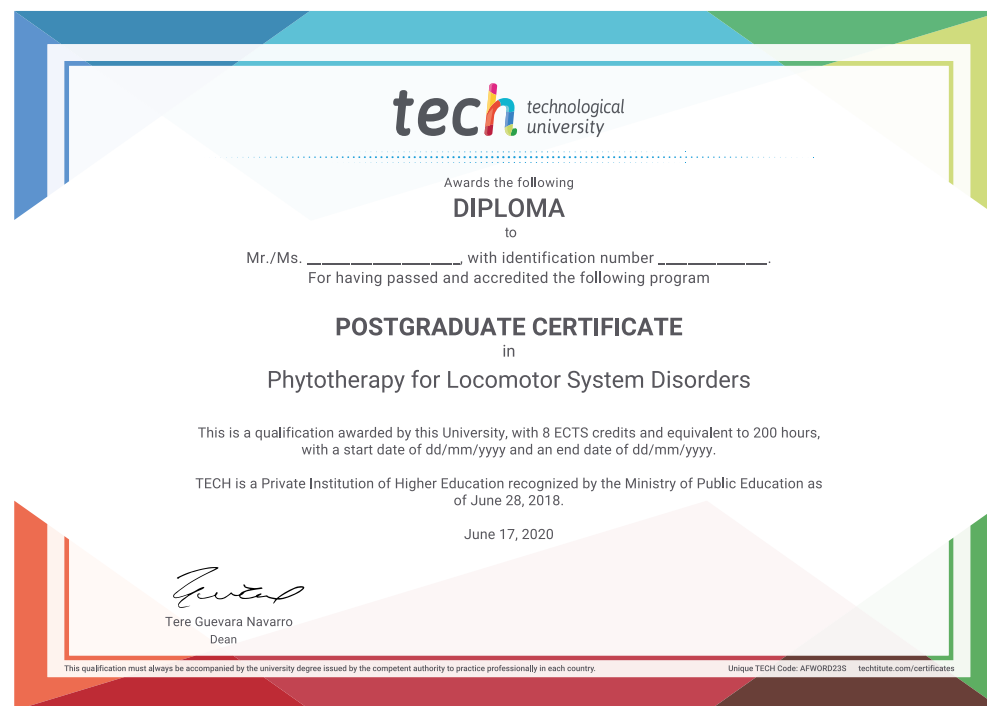 tech technological
university
Awards the following
DIPLOMA
to
Mr./Ms. ____________________, with identification number ______________.
For having passed and accredited the following program
POSTGRADUATE CERTIFICATE
in
Phytotherapy for Locomotor System Disorders
This is a qualification awarded by this University, with 8 ECTS credits and equivalent to 200 hours,
with a start date of dd/mm/yyyy and an end date of dd/mm/yyyy.
TECH is a Private Institution of Higher Education recognized by the Ministry of Public Education as
of June 28, 2018.
June 17, 2020
Tere Guevara Navarro
Dean
This qualification must always be accompanied by the university degree issued by the competent authority to practice professionally in each country.
Unique TECH Code: AFWORD23S techtitute.com/certificates